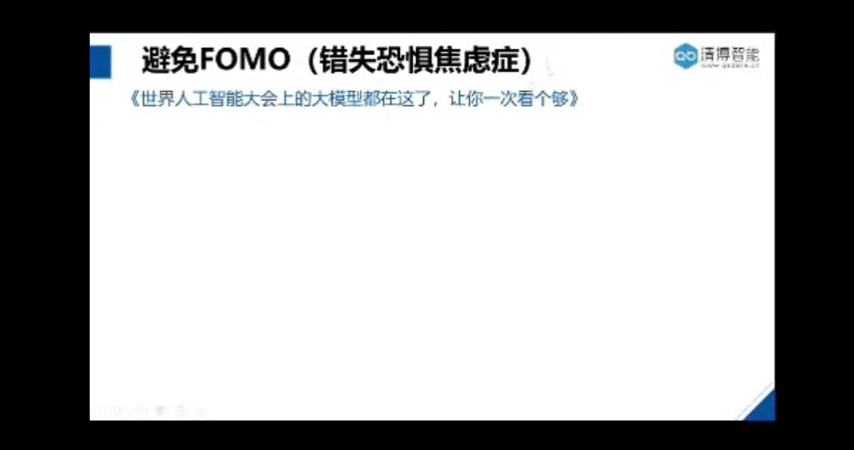 避免FOMO（错失恐惧焦虑症）
清博智能
《世界人工智能大会上的大模型都在这了，让你一次看个够》